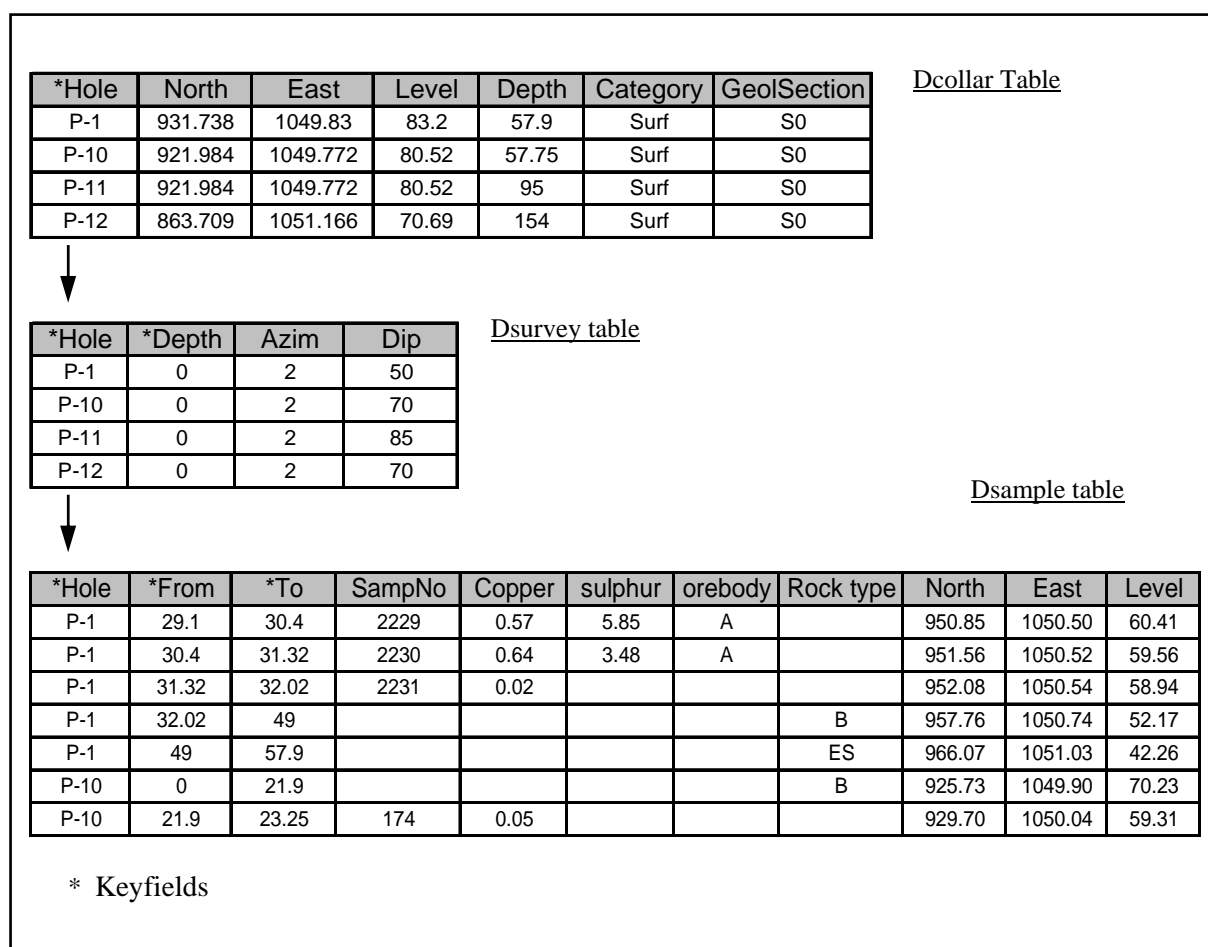 Dcollar Table
*Hole North East Level Depth Category GeolSection
P-1 931.738 1049.83 83.2 57.9 Surf S0
P-10 921.984 1049.772 80.52 57.75 Surf S0
P-11 921.984 1049.772 80.52 95 Surf S0
P-12 863.709 1051.166 70.69 154 Surf S0
Dsurvey table
*Hole *Depth Azim Dip
P-1 0 2 50
P-10 0 2 70
P-11 0 2 85
P-12 0 2 70
Dsample table
*Hole *From *To SampNo Copper sulphur orebody Rock type North East Level
P-1 29.1 30.4 2229 0.57 5.85 A 950.85 1050.50 60.41
P-1 30.4 31.32 2230 0.64 3.48 A 951.56 1050.52 59.56
P-1 31.32 32.02 2231 0.02 952.08 1050.54 58.94
P-1 32.02 49 B 957.76 1050.74 52.17
P-1 49 57.9 ES 966.07 1051.03 42.26
P-10 0 21.9 B 925.73 1049.90 70.23
P-10 21.9 23.25 174 0.05 929.70 1050.04 59.31
* Keyfields